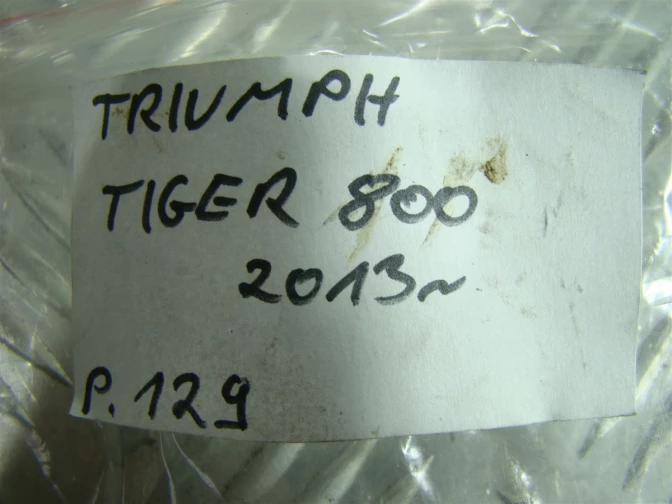 TRIUMPH
TIGER 800
2013~
P. 129